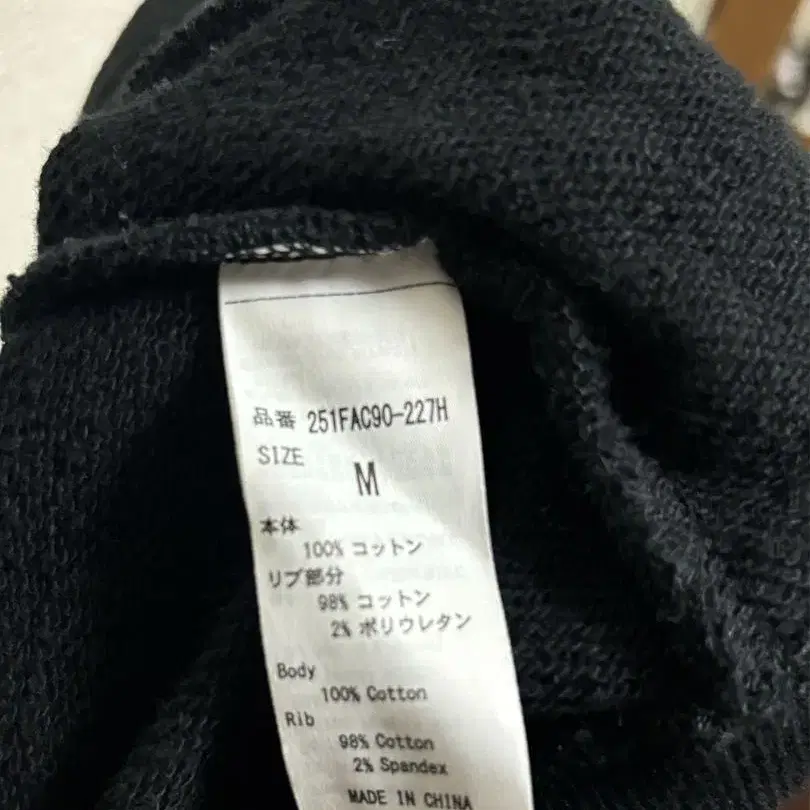 品番 251FAC90-227H
SIZE
M
本体
100% コットン
リブ部分
98% コットン
2% ポリウレタン
Body
100% Cotton
Rib
98% Cotton
2% Spandex
MADE IN CHINA